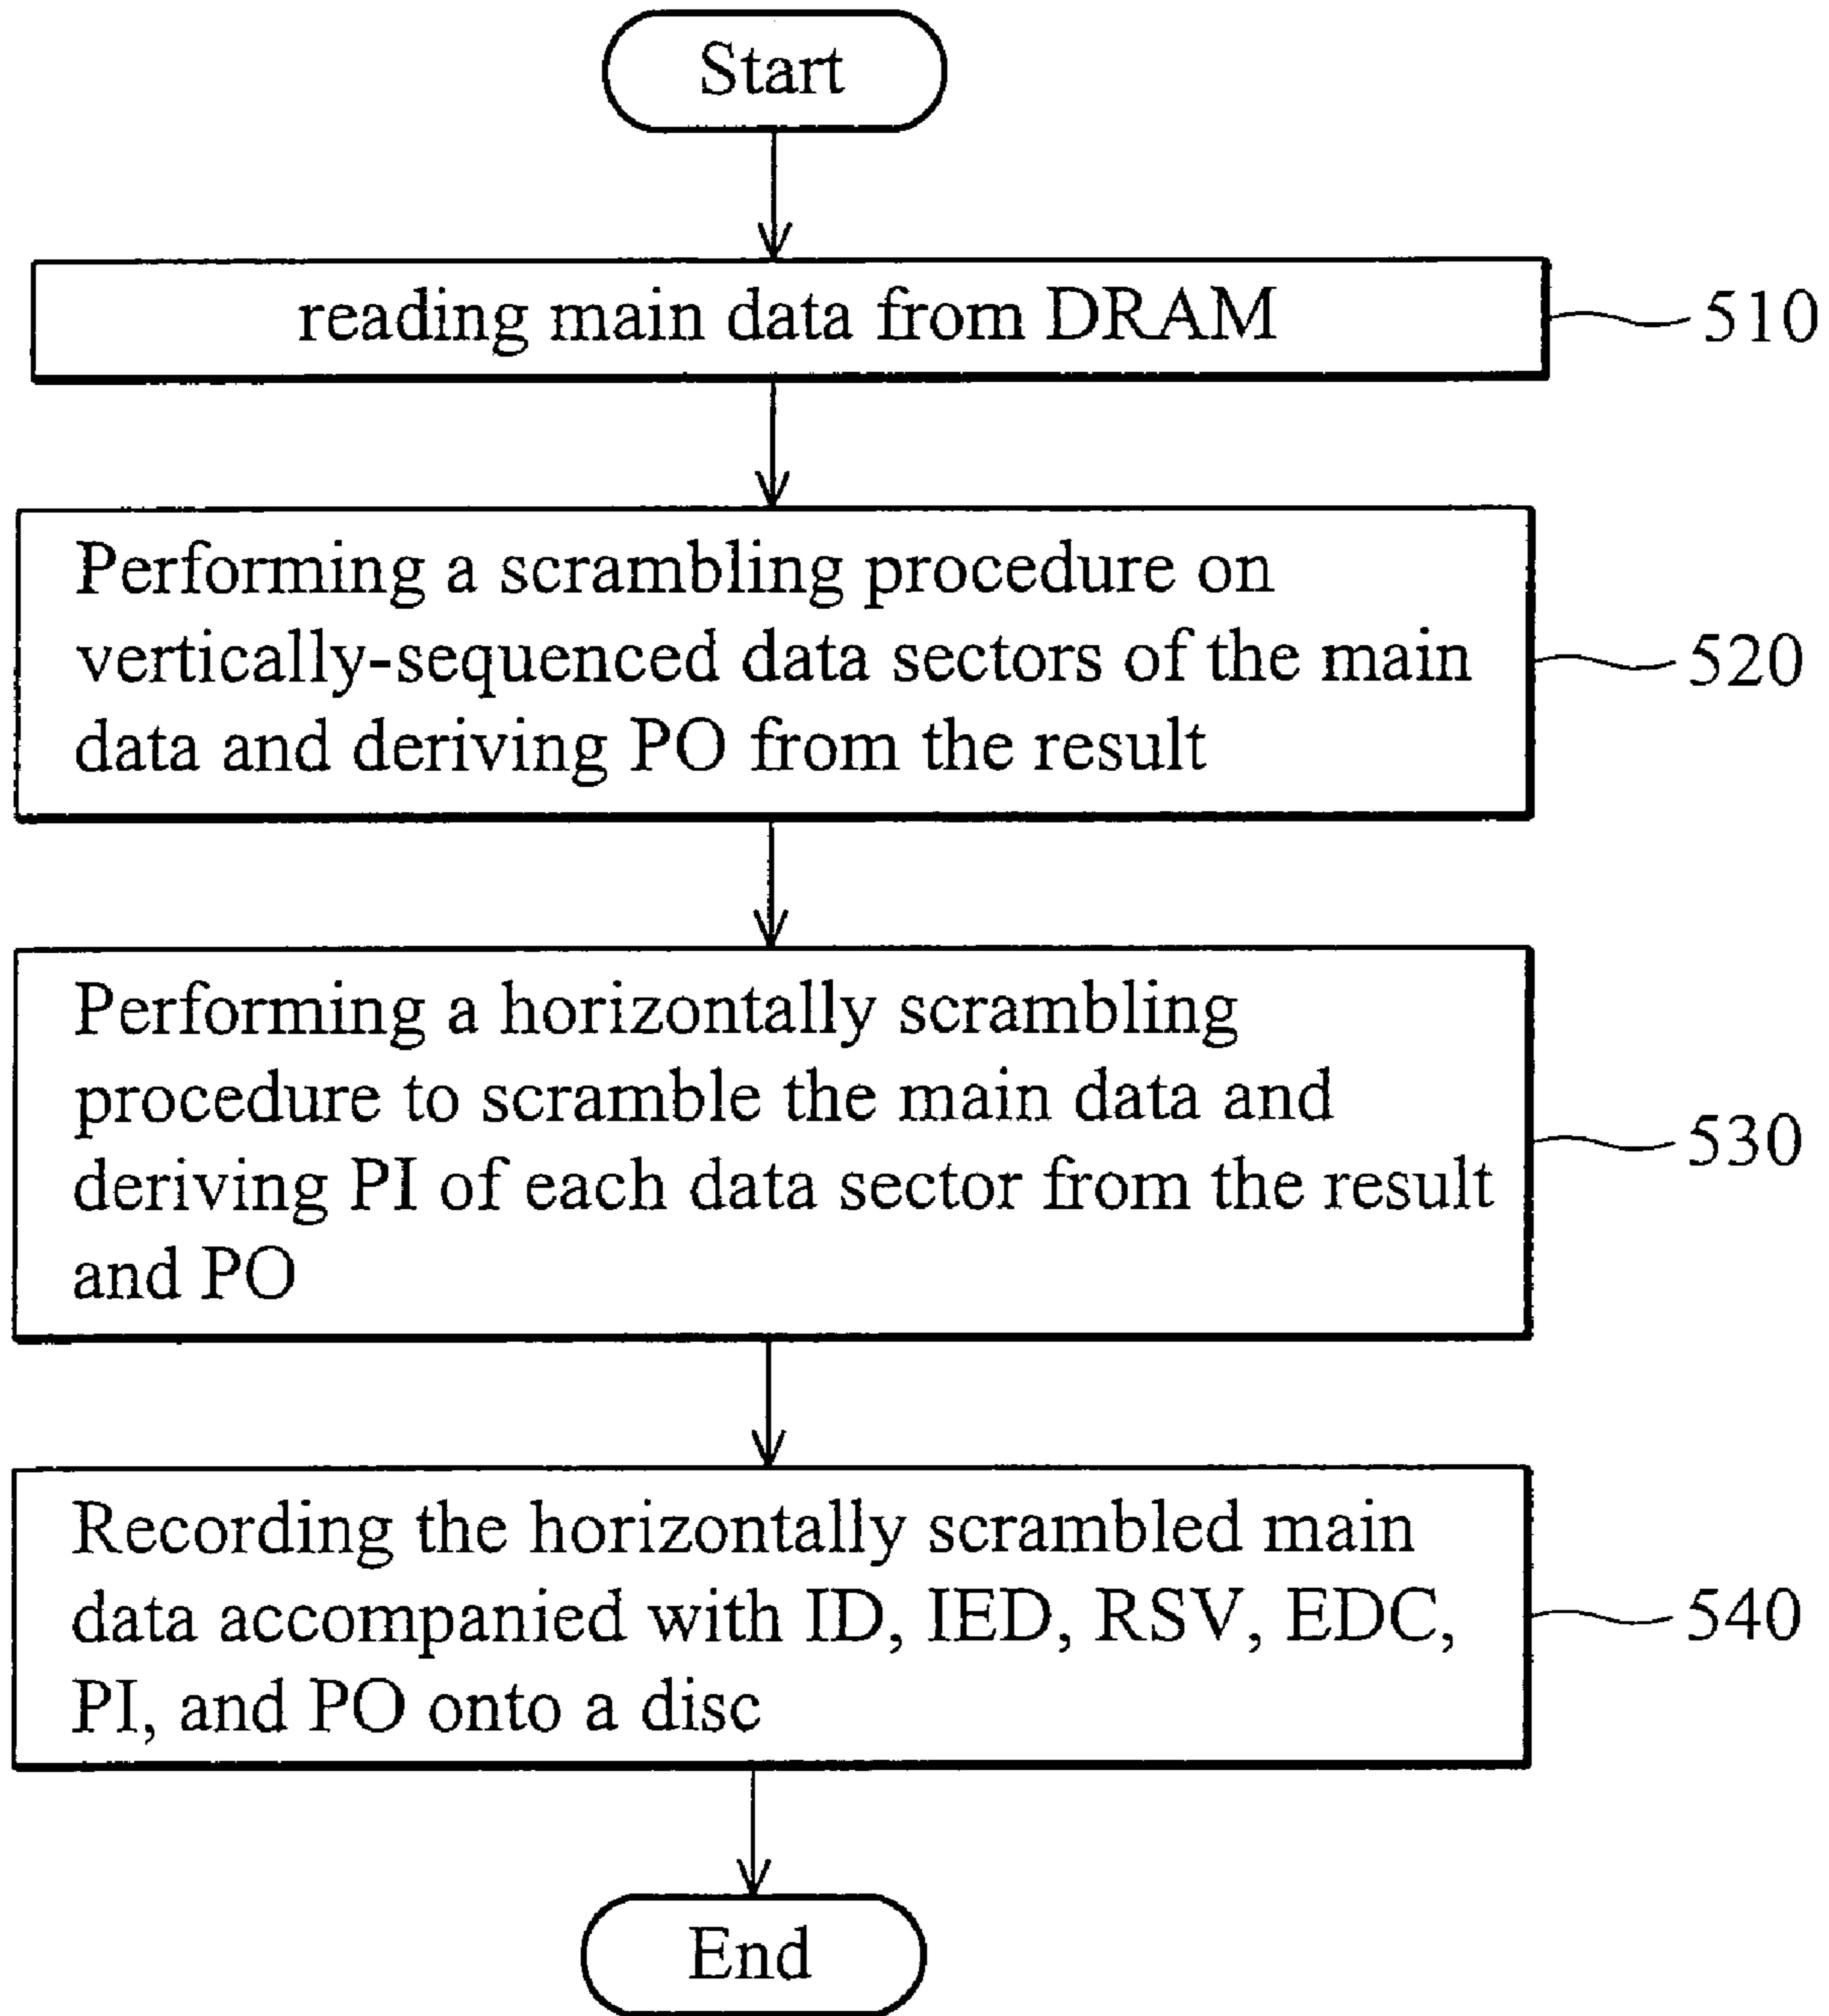 Start
reading main data from DRAM
510
Performing a scrambling procedure on
vertically-sequenced data sectors of the main
data and deriving PO from the result
520
Performing a horizontally scrambling
procedure to scramble the main data and
deriving PI of each data sector from the result
and PO
530
Recording the horizontally scrambled main
data accompanied with ID, IED, RSV, EDC,
PI, and PO onto a disc
540
End